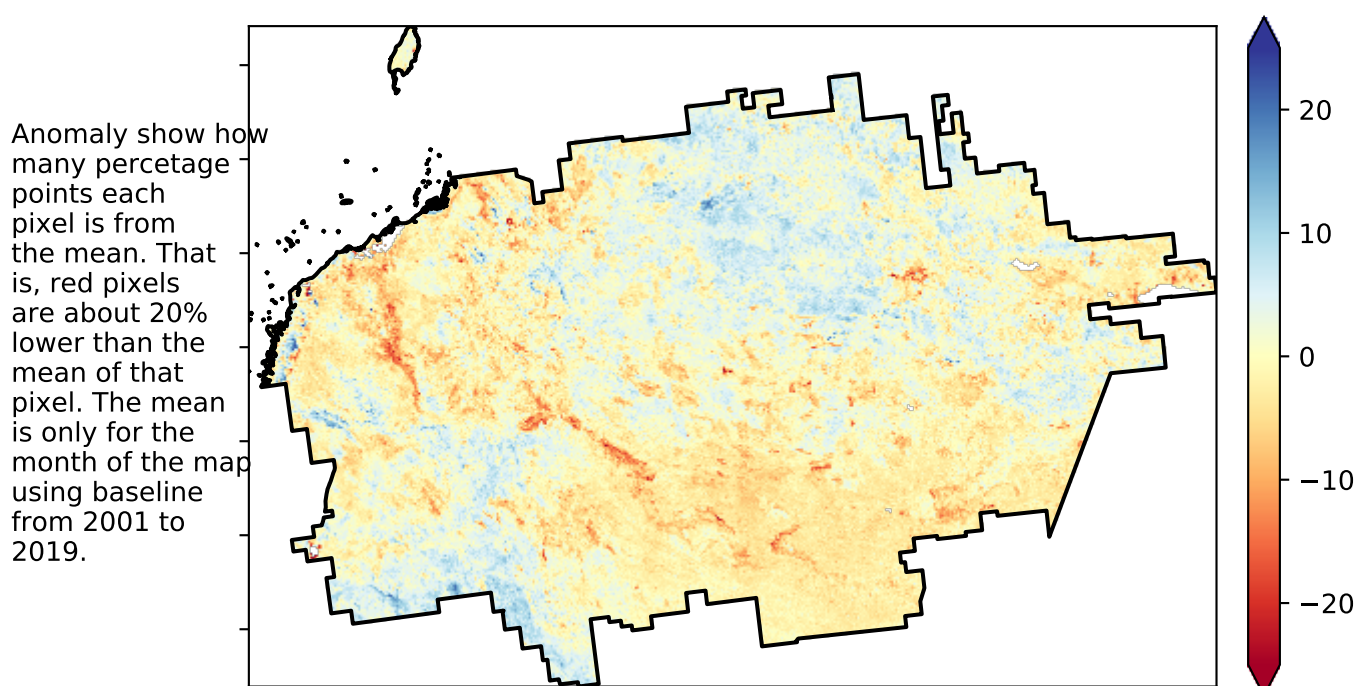 Anomaly show how
many percetage
points each
pixel is from
the mean. That
is, red pixels
are about 20%
lower than the
mean of that
pixel. The mean
is only for the
month of the map
using baseline
from 2001 to
2019.
20
10
0
−10
−20